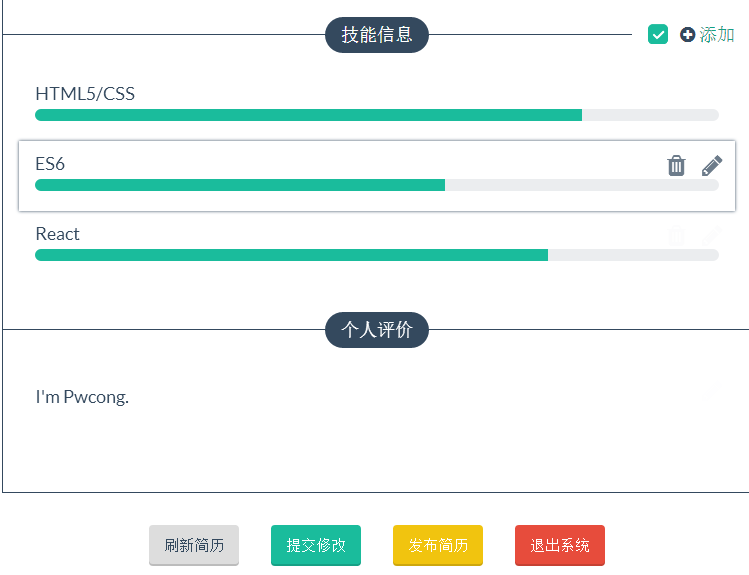 技能信息
添加
HTML5/CSS
ES6
React
个人评价
I'm Pwcong.
刷新简历 提交修改 发布简历 退出系统